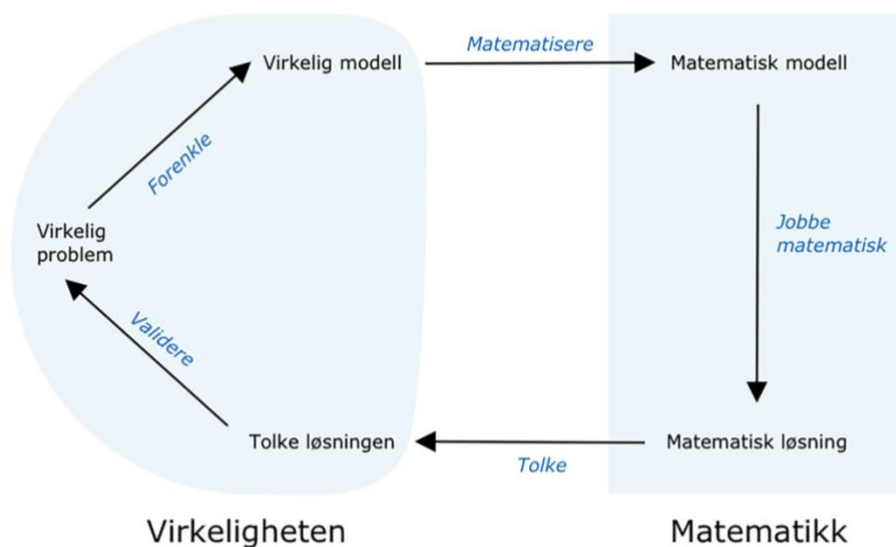 Matematisere
Virkelig modell
Matematisk modell
Forenkle
Virkelig
problem
Jobbe
matematisk
Validere
Tolke løsningen
Matematisk løsning
Tolke
Virkeligheten
Matematikk